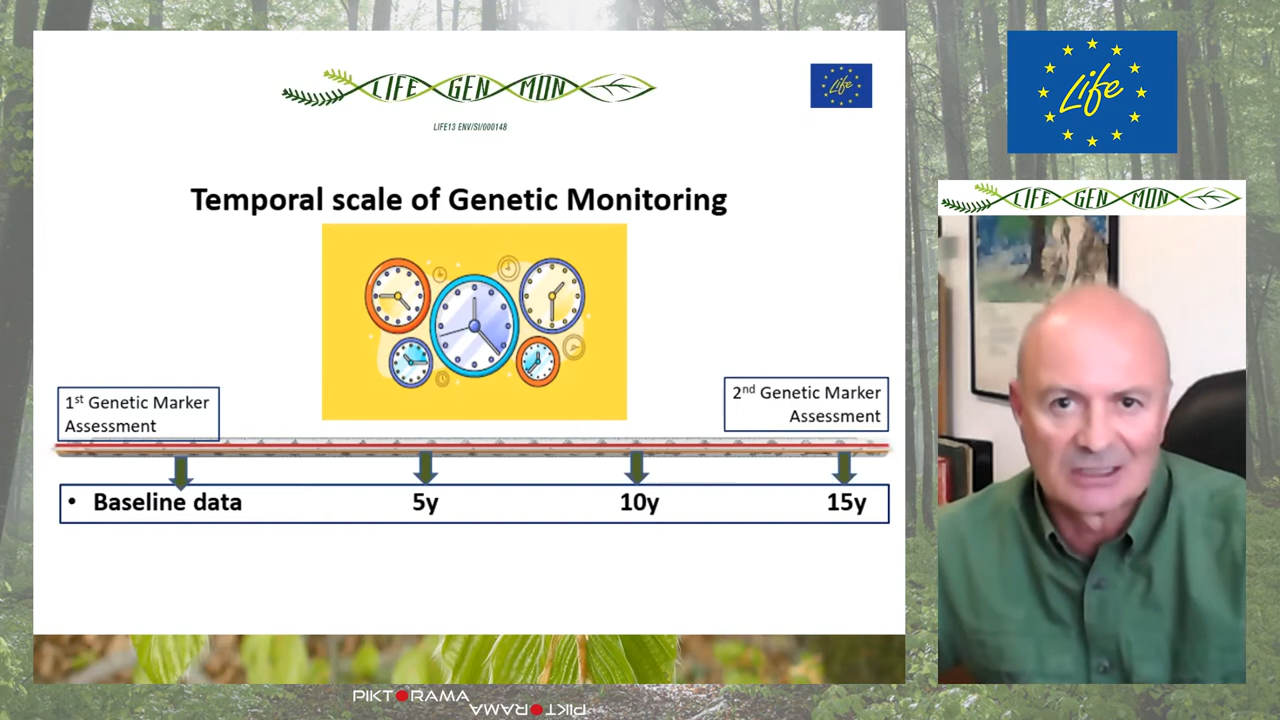 LIFE GEN MON
LIFE13 ENV/SI/000148
Life
Temporal scale of Genetic Monitoring
1st Genetic Marker
Assessment
2nd Genetic Marker
Assessment
• Baseline data 5y 10y 15y
Life
LIFE GEN MON
PIKTORAMA
PIKTORAMA